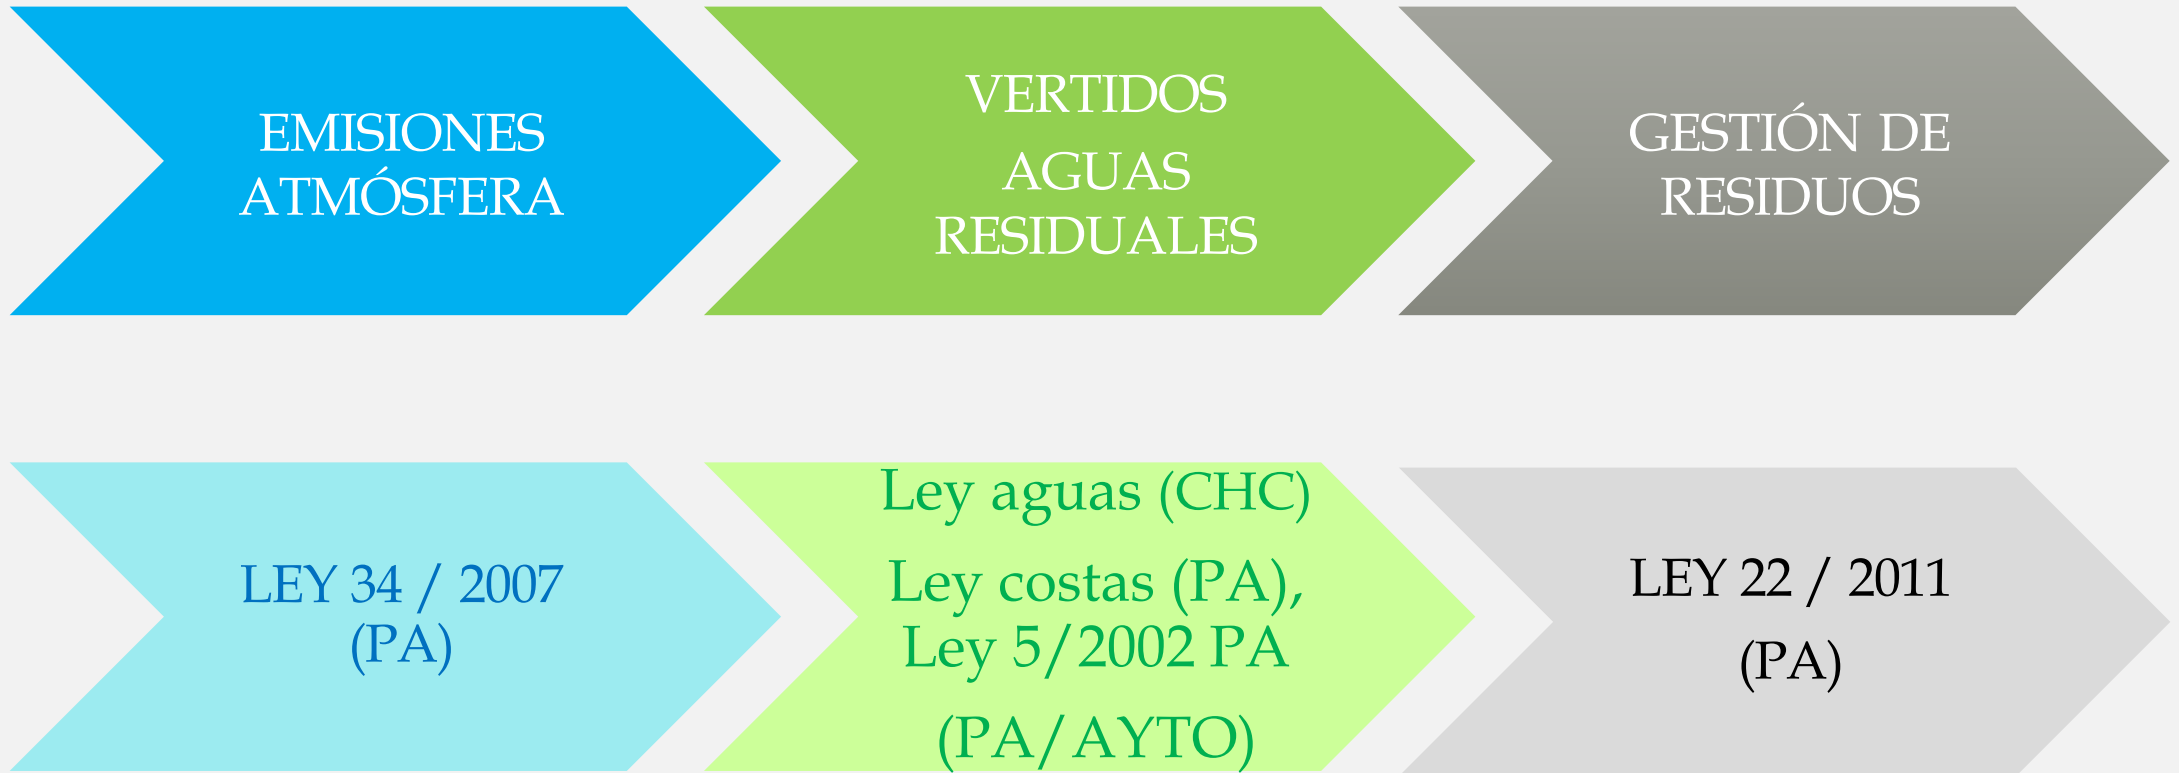 EMISIONES
ATMÓSFERA
VERTIDOS
AGUAS
RESIDUALES
GESTIÓN DE
RESIDUOS
LEY 34 / 2007
(PA)
Ley aguas (CHC)
Ley costas (PA),
Ley 5/2002 PA
(PA/AYTO)
LEY 22 / 2011
(PA)